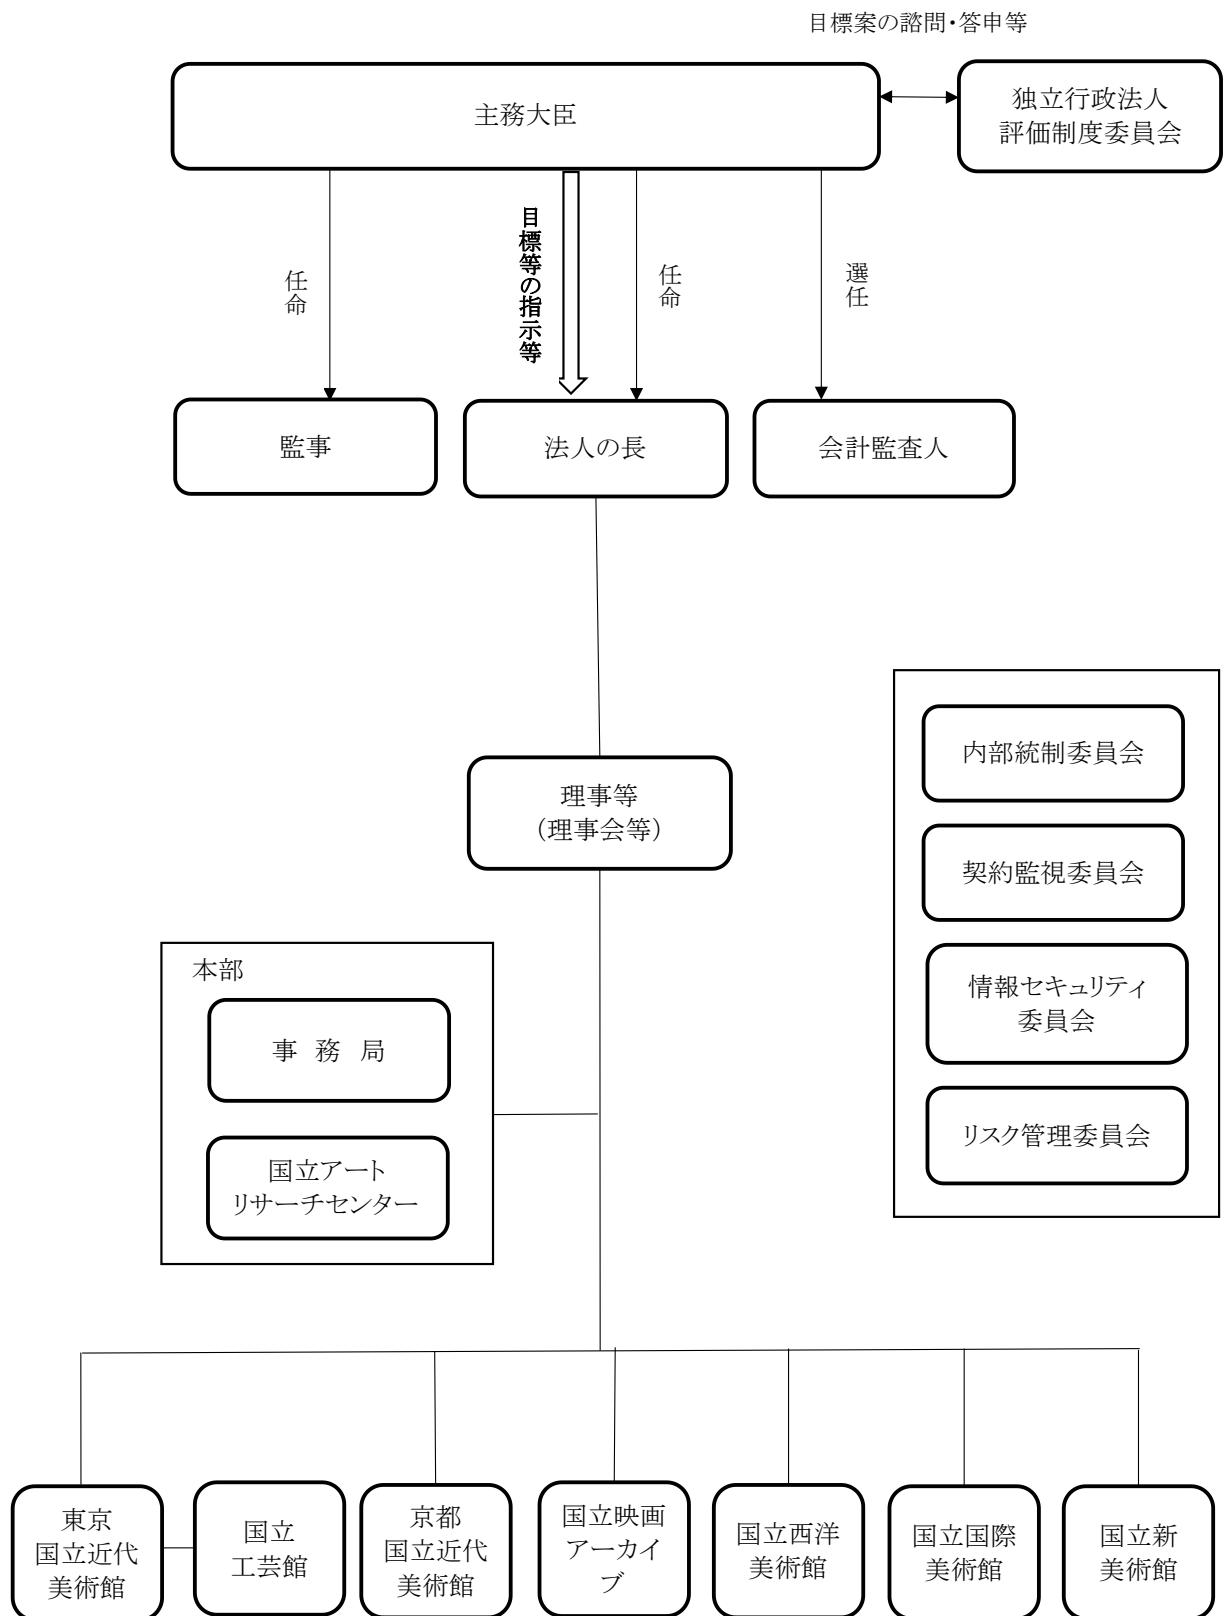 目標案の諮問・答申等
主務大臣
独立行政法人
評価制度委員会
任命
目標等の指示等
任命
選任
監事
法人の長
会計監査人
理事等
（理事会等）
内部統制委員会
契約監視委員会
情報セキュリティ
委員会
リスク管理委員会
本部
事 務 局
国立アート
リサーチセンター
東京
国立近代
美術館
国立
工芸館
京都
国立近代
美術館
国立映画
アーカイ
ブ
国立西洋
美術館
国立国際
美術館
国立新
美術館